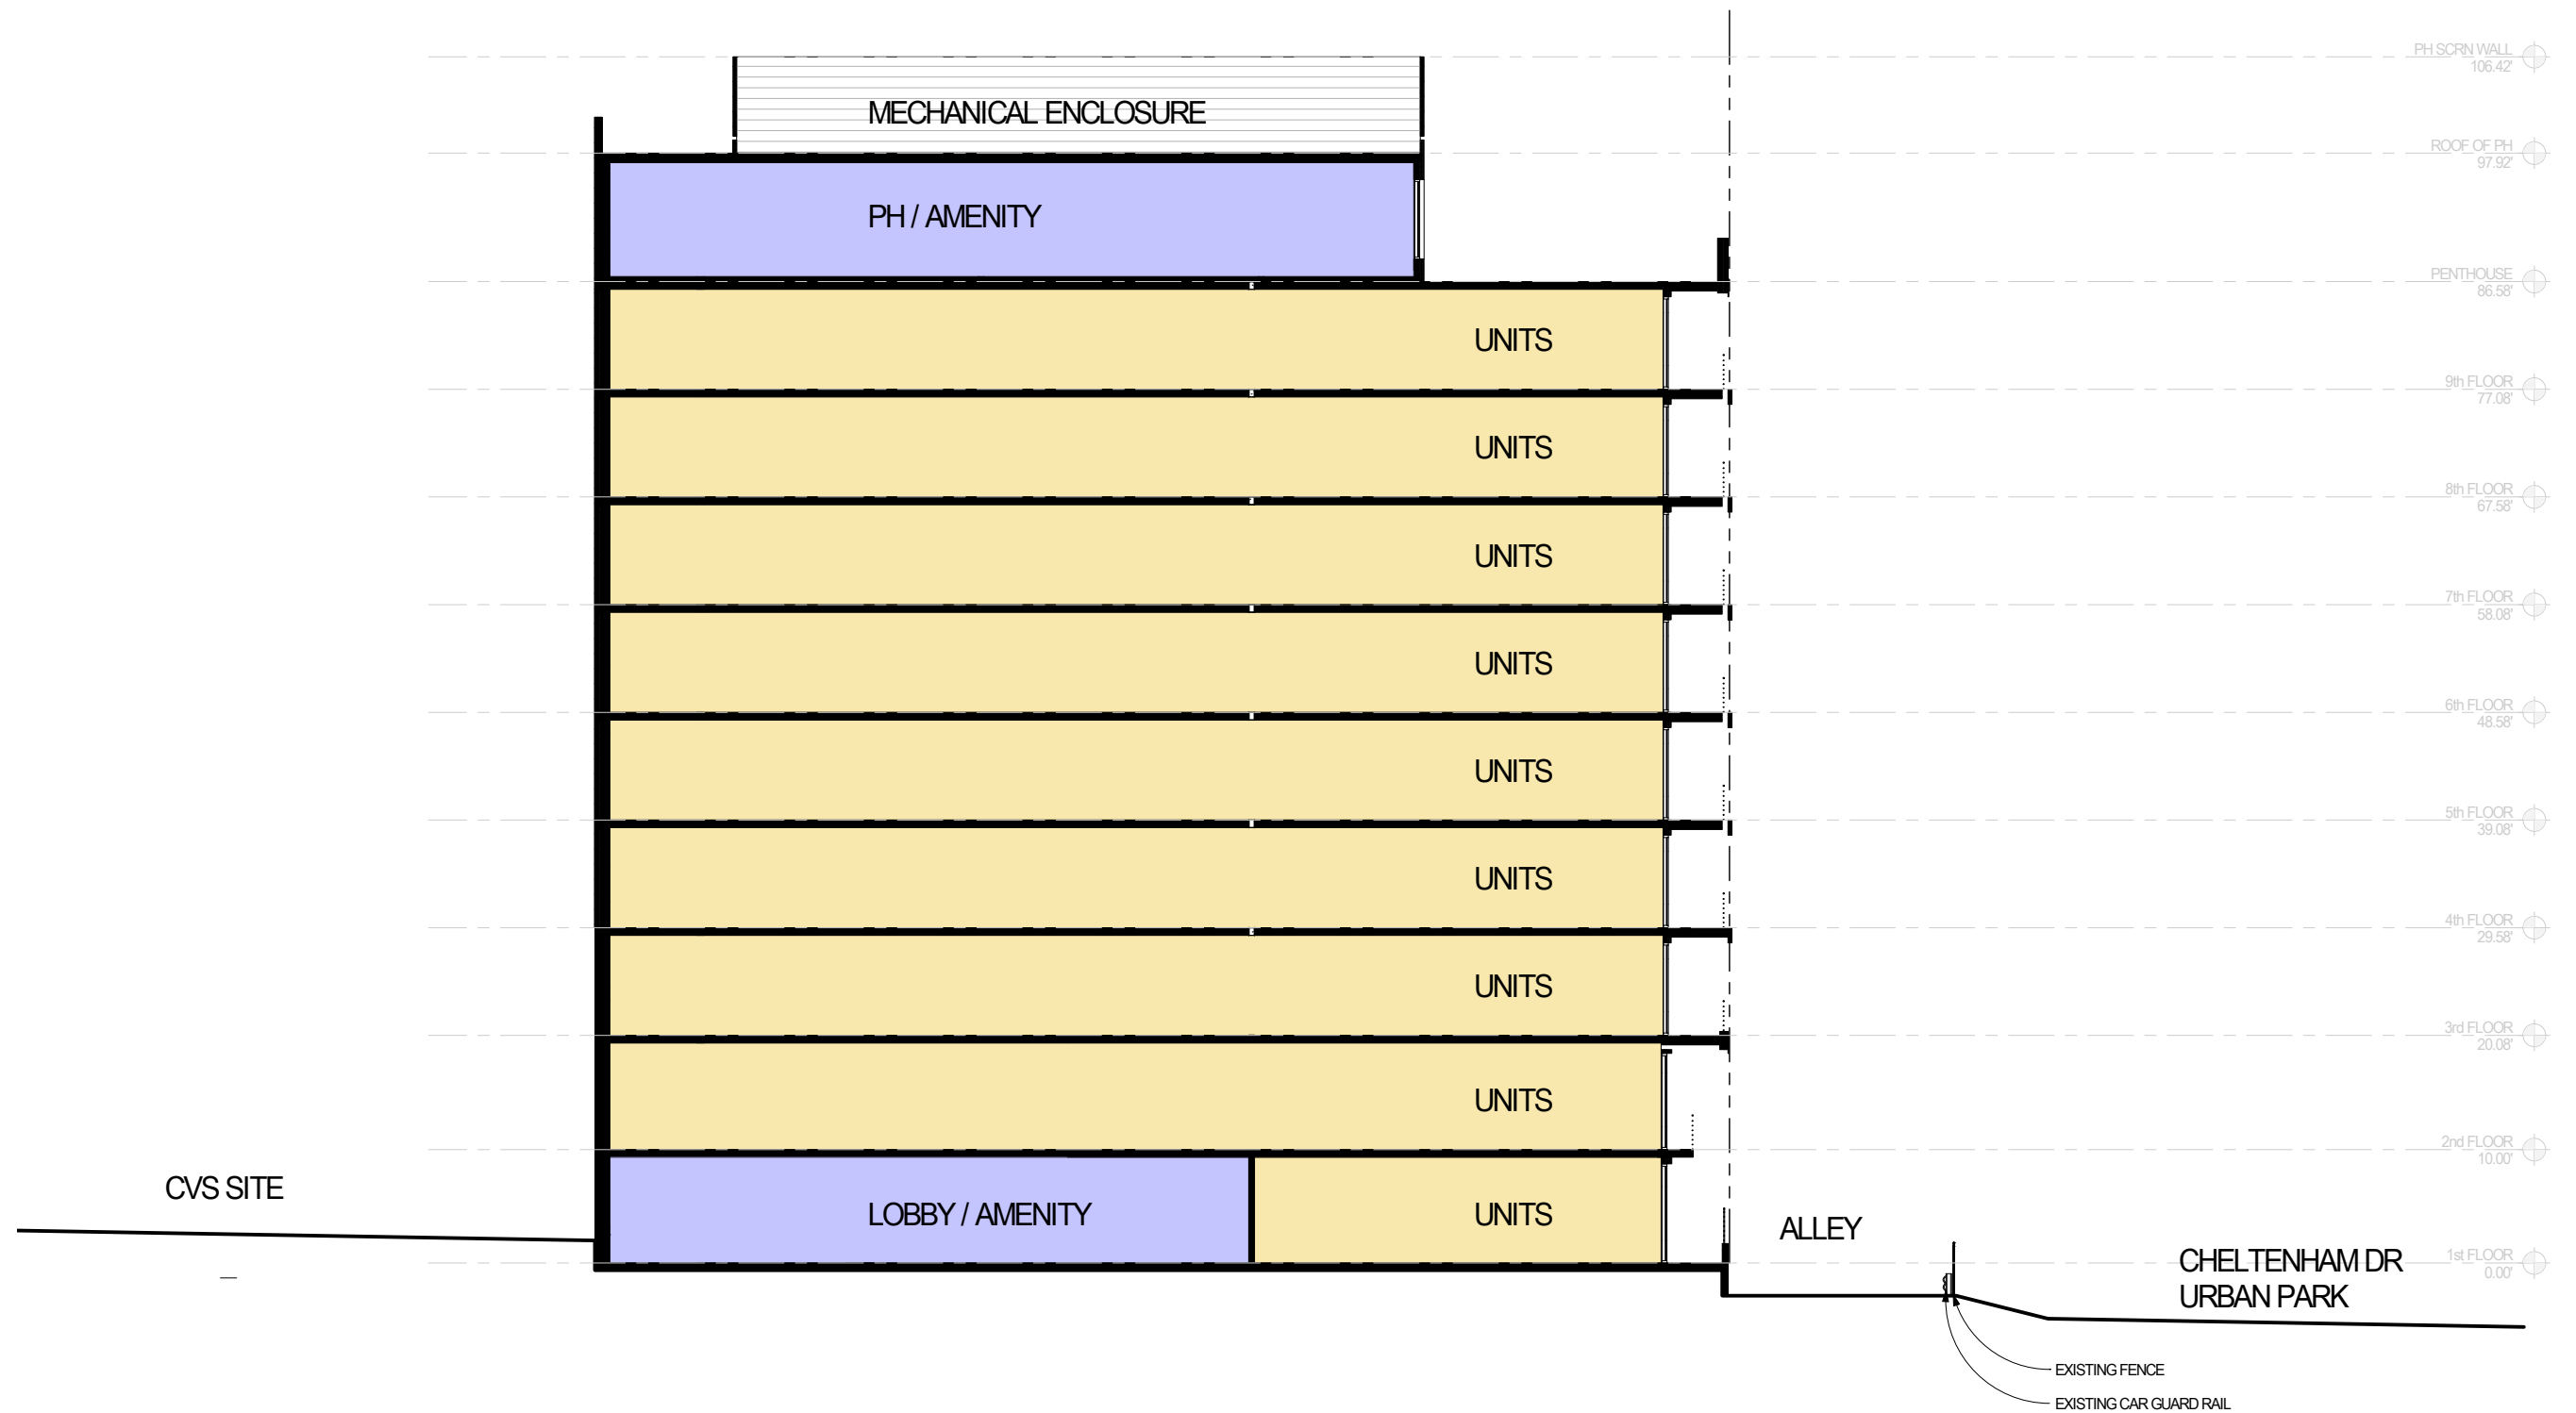 PH SCRN WALL
106.42'
MECHANICAL ENCLOSURE
ROOF OF PH
97.92'
PH / AMENITY
PENTHOUSE
86.58'
UNITS
9th FLOOR
77.08'
UNITS
8th FLOOR
67.58'
UNITS
7th FLOOR
58.08'
UNITS
6th FLOOR
48.58'
UNITS
5th FLOOR
39.08'
UNITS
4th FLOOR
29.58'
UNITS
3rd FLOOR
20.08'
UNITS
2nd FLOOR
10.00'
CVS SITE
LOBBY / AMENITY
UNITS
ALLEY
1st FLOOR
0.00'
CHELTENHAM DR
URBAN PARK
EXISTING FENCE
EXISTING CAR GUARD RAIL